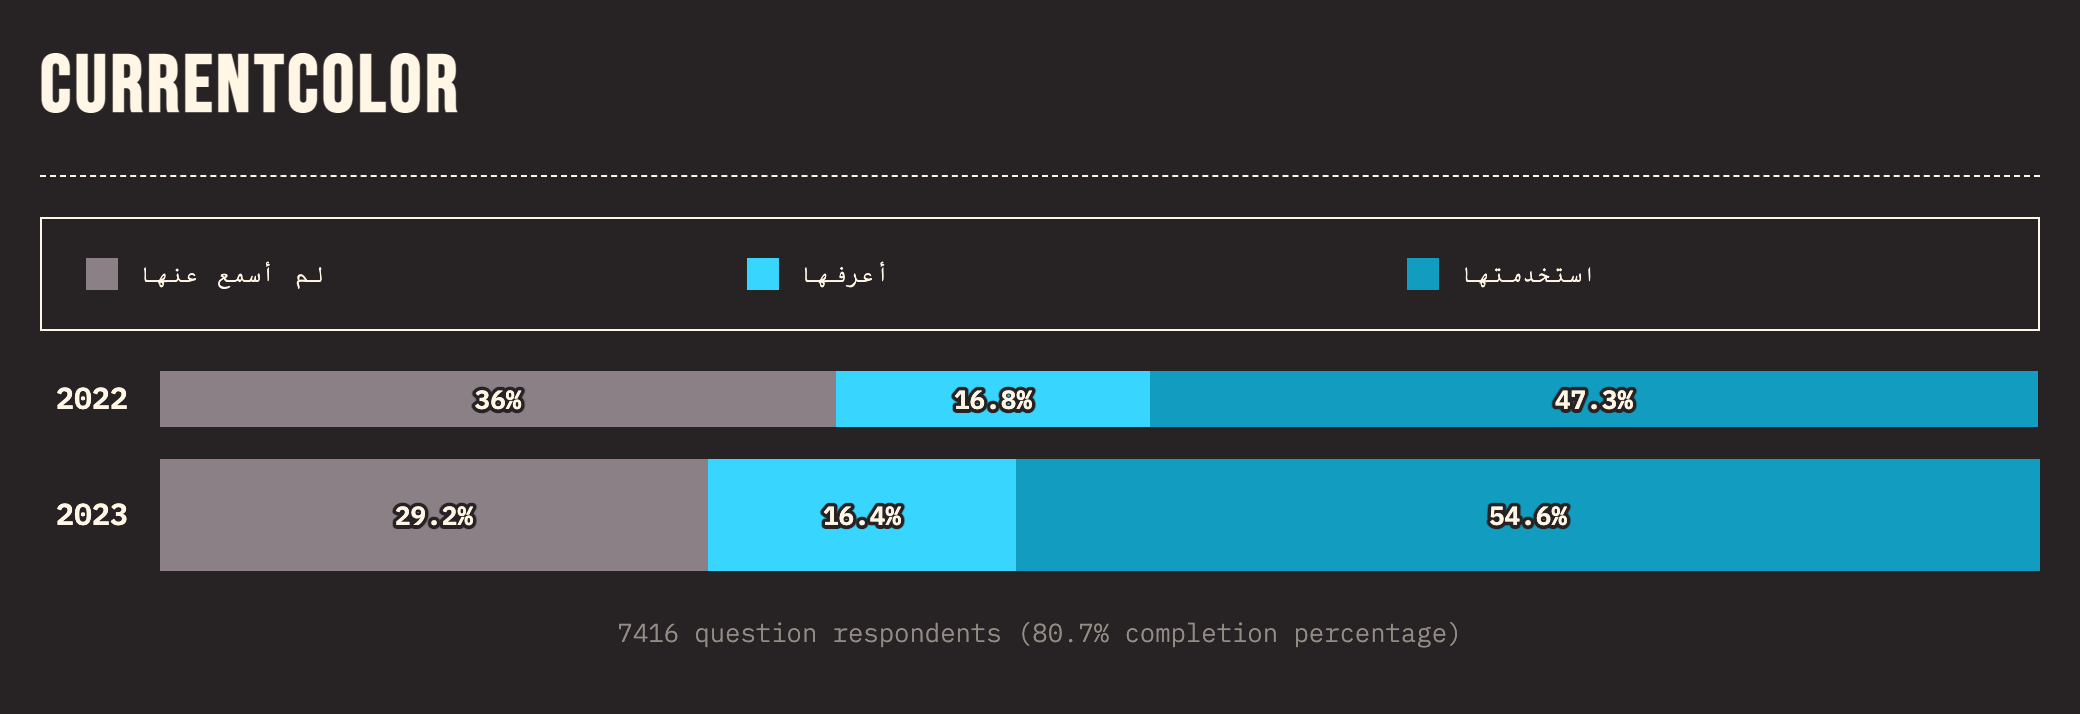 CURRENTCOLOR
لم أسمع عنها
أعرفها
استخدمتها
2022 36% 16.8% 47.3%
2023 29.2% 16.4% 54.6%
7416 question respondents (80.7% completion percentage)